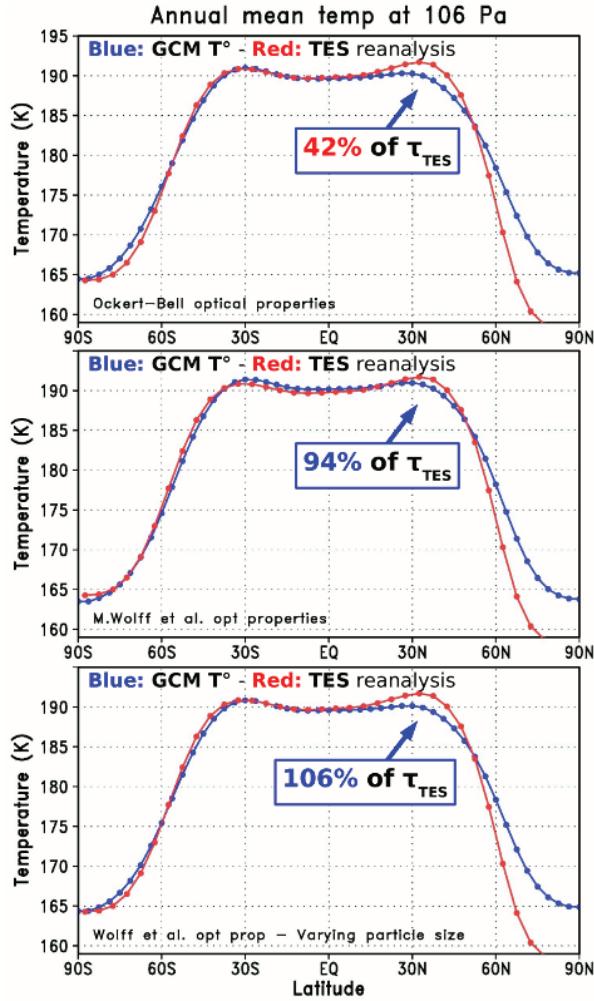 Annual mean temp at 106 Pa
Blue: GCM T° - Red: TES reanalysis
42% of τTES
Ockert-Bell optical properties
Temperature (K)
195
190
185
180
175
170
165
160
90S 60S 30S EQ 30N 60N 90N
Blue: GCM T° - Red: TES reanalysis
94% of τTES
M.Wolff et al. opt properties
Temperature (K)
190
185
180
175
170
165
160
90S 60S 30S EQ 30N 60N 90N
Blue: GCM T° - Red: TES reanalysis
106% of τTES
Wolff et al. opt prop - Varying particle size
Temperature (K)
190
185
180
175
170
165
160
90S 60S 30S EQ 30N 60N 90N
Latitude